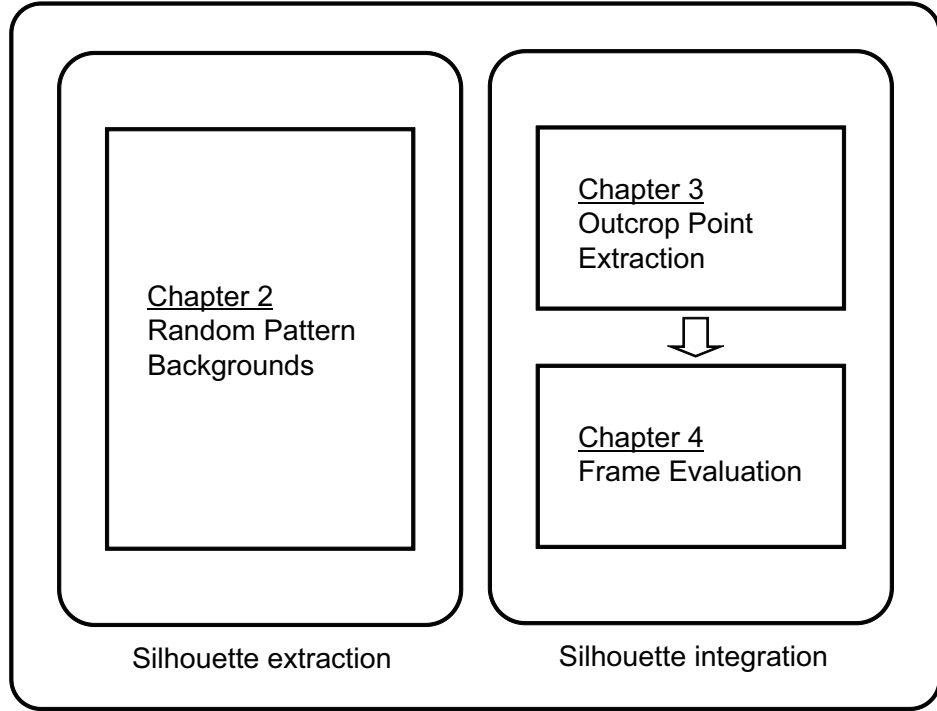 Chapter 2
Random Pattern
Backgrounds
Silhouette extraction
Chapter 3
Outcrop Point
Extraction
Chapter 4
Frame Evaluation
Silhouette integration